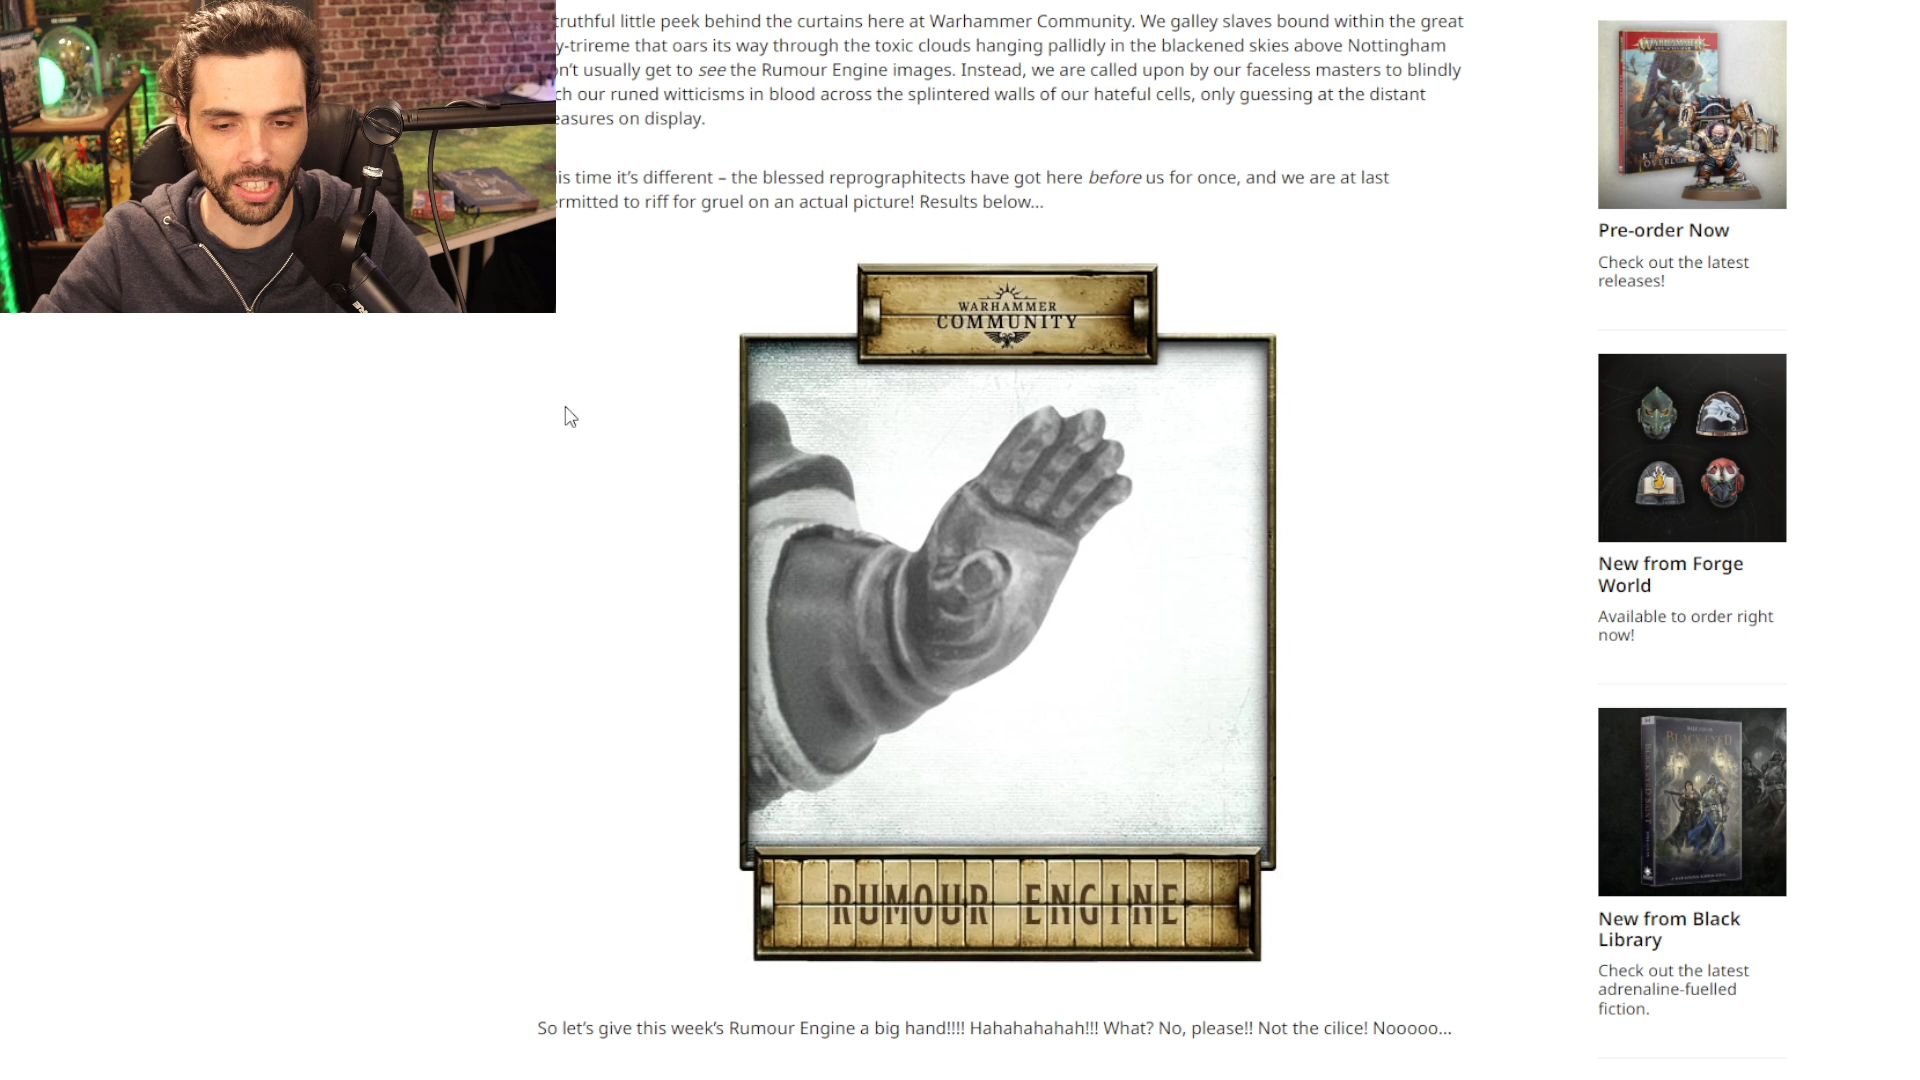 truthful little peek behind the curtains here at Warhammer Community. We galley slaves bound within the great
y-trireme that oars its way through the toxic clouds hanging pallidly in the blackened skies above Nottingham
n't usually get to see the Rumour Engine images. Instead, we are called upon by our faceless masters to blindly
ch our runed witticisms in blood across the splintered walls of our hateful cells, only guessing at the distant
easures on display.
is time it's different – the blessed reprographitects have got here before us for once, and we are at last
ermitted to riff for gruel on an actual picture! Results below...
WARHAMMER
COMMUNITY
RUMOUR ENGINE
So let's give this week's Rumour Engine a big hand!!!! Hahahahahah!!! What? No, please!! Not the cilice! Nooooo...
WARHAMMER
Pre-order Now
Check out the latest
releases!
New from Forge
World
Available to order right
now!
New from Black
Library
Check out the latest
adrenaline-fuelled
fiction.